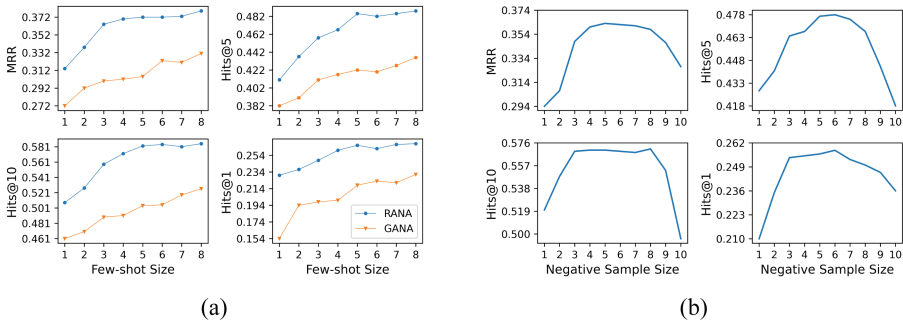 MRR
0.372
0.352
0.332
0.312
0.292
0.272
1 2 3 4 5 6 7 8
Hits@5
0.482
0.462
0.442
0.422
0.402
0.382
1 2 3 4 5 6 7 8
Hits@10
0.581
0.561
0.541
0.521
0.501
0.481
0.461
1 2 3 4 5 6 7 8
Few-shot Size
Hits@1
0.254
0.234
0.214
0.194
0.174
0.154
1 2 3 4 5 6 7 8
Few-shot Size
RANA
GANA
(a)
MRR
0.374
0.354
0.334
0.314
0.294
1 2 3 4 5 6 7 8 9 10
Hits@5
0.478
0.463
0.448
0.433
0.418
1 2 3 4 5 6 7 8 9 10
Hits@10
0.576
0.557
0.538
0.519
0.500
1 2 3 4 5 6 7 8 9 10
Negative Sample Size
Hits@1
0.262
0.249
0.236
0.223
0.210
1 2 3 4 5 6 7 8 9 10
Negative Sample Size
(b)